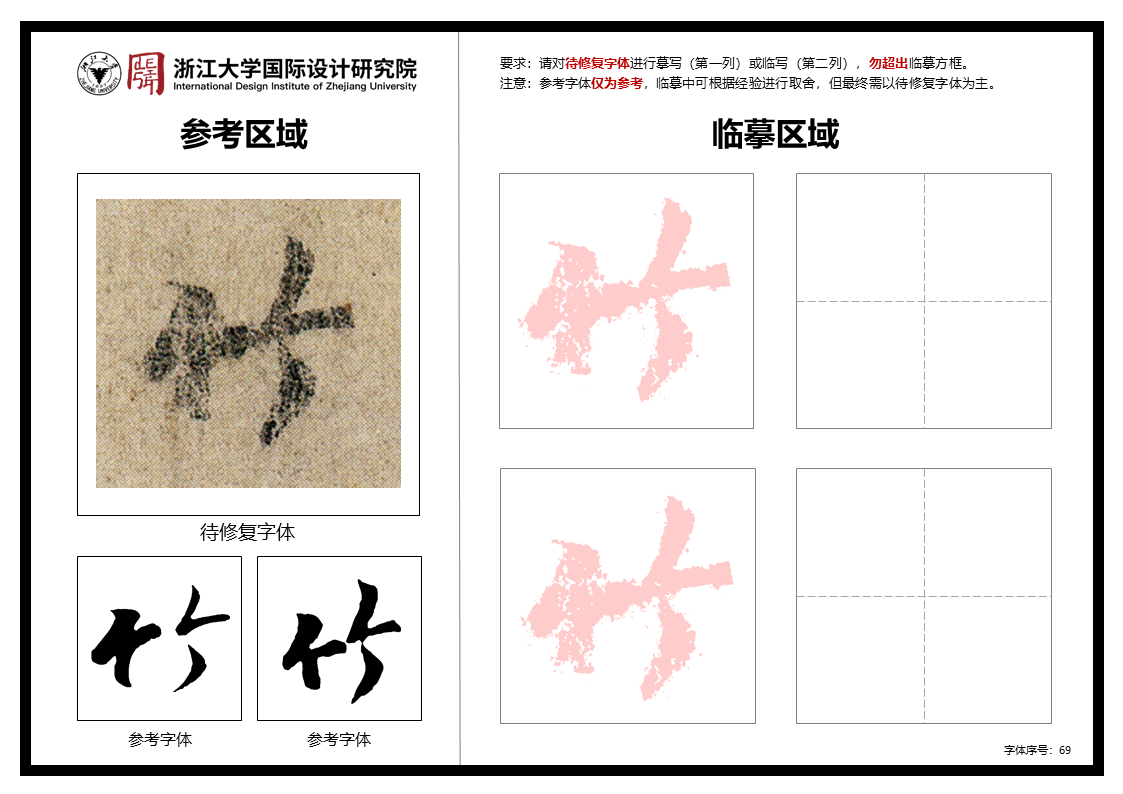 浙江大学国际设计研究院
International Design Institute of Zhejiang University
参考区域
竹
待修复字体
竹
竹
参考字体
参考字体
要求：请对待修复字体进行摹写（第一列）或临写（第二列），勿超出临摹方框。
注意：参考字体仅为参考，临摹中可根据经验进行取舍，但最终需以待修复字体为主。
临摹区域
竹
竹
字体序号：69